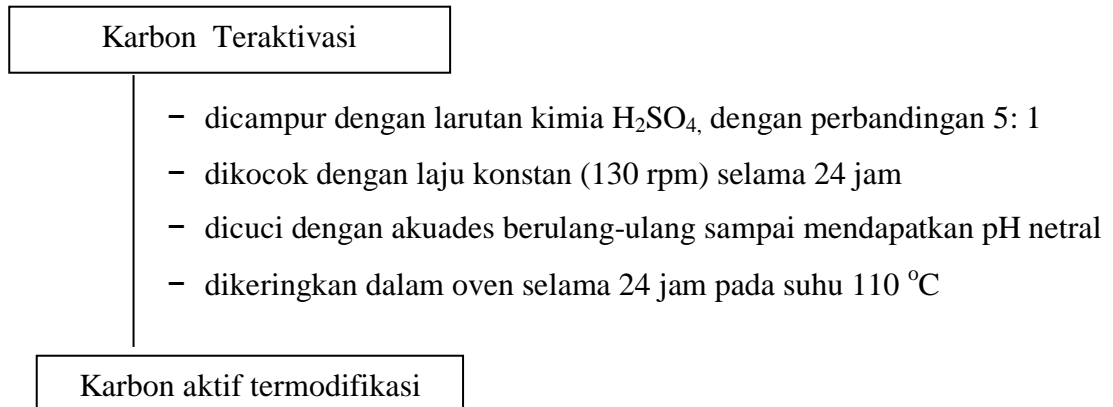 Karbon Teraktivasi
− dicampur dengan larutan kimia H₂SO₄, dengan perbandingan 5: 1
− dikocok dengan laju konstan (130 rpm) selama 24 jam
− dicuci dengan akuades berulang-ulang sampai mendapatkan pH netral
− dikeringkan dalam oven selama 24 jam pada suhu 110 °C
Karbon aktif termodifikasi